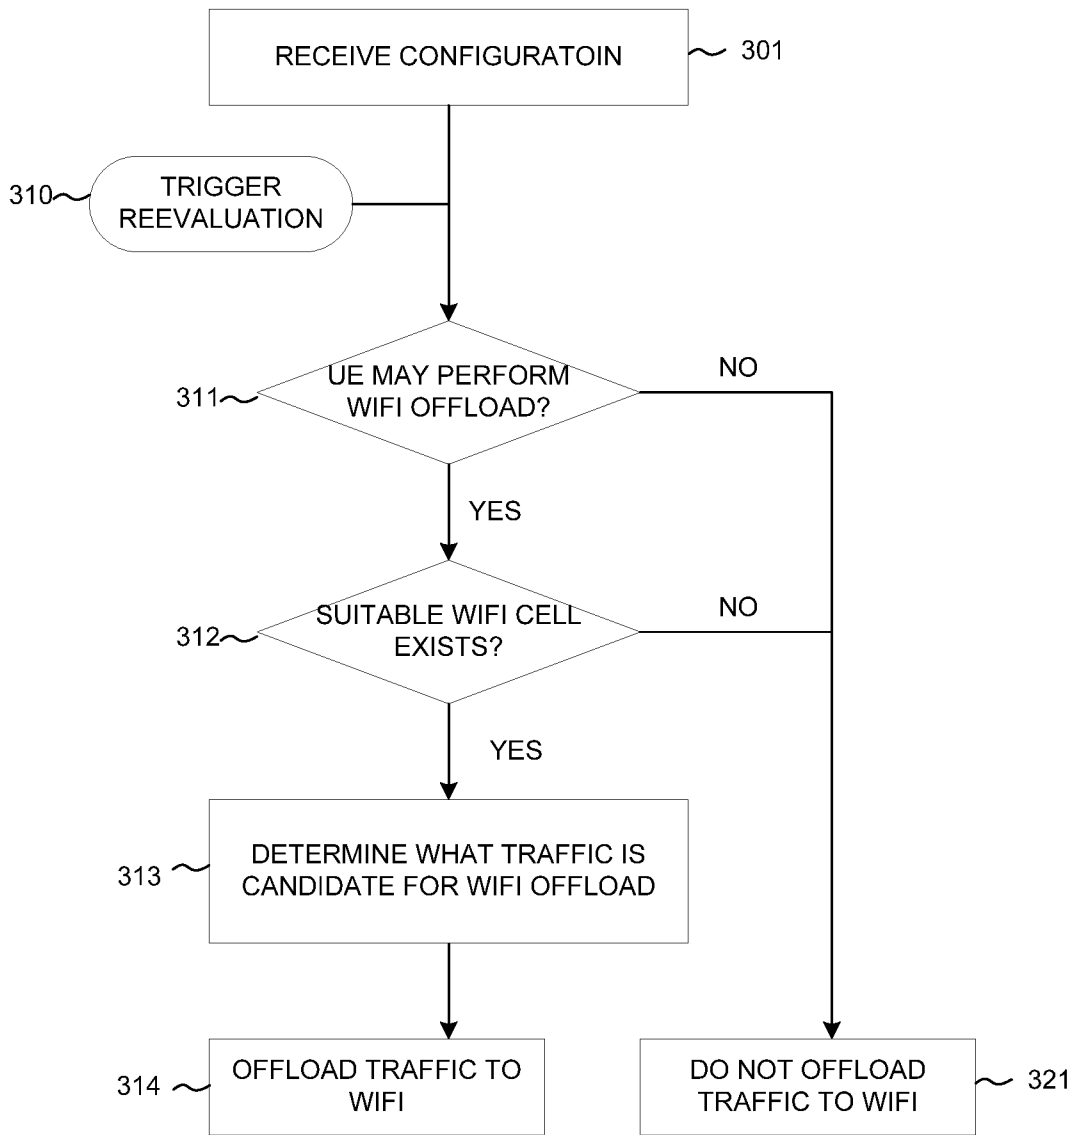 RECEIVE CONFIGURATOIN
301
310
TRIGGER
REEVALUATION
311
UE MAY PERFORM
WIFI OFFLOAD?
NO
YES
312
SUITABLE WIFI CELL
EXISTS?
NO
YES
313
DETERMINE WHAT TRAFFIC IS
CANDIDATE FOR WIFI OFFLOAD
314
OFFLOAD TRAFFIC TO
WIFI
DO NOT OFFLOAD
TRAFFIC TO WIFI
321